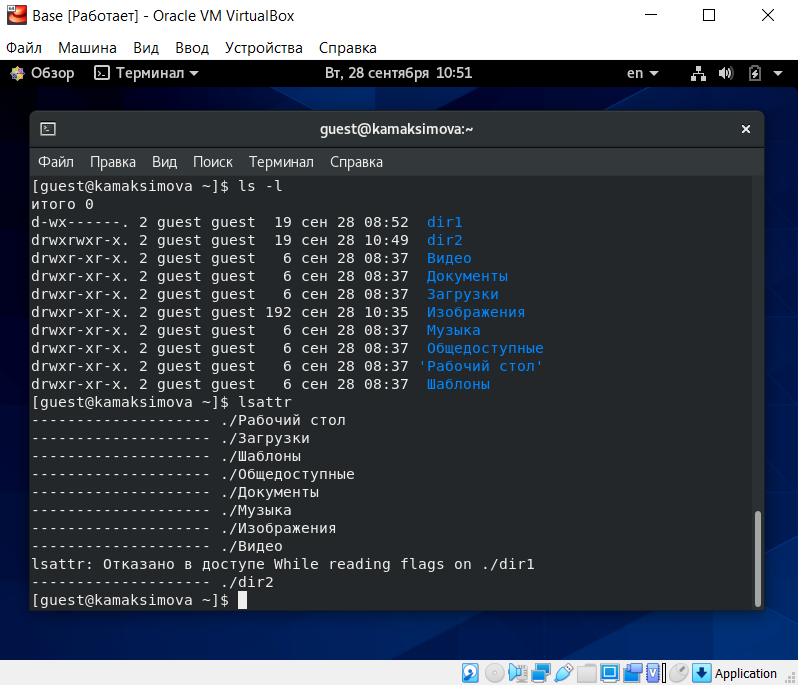 Base [Работает] - Oracle VM VirtualBox
Файл Машина Вид Ввод Устройства Справка
Обзор Терминал Вт, 28 сентября 10:51 en
guest@kamaksimova:~
Файл Правка Вид Поиск Терминал Справка
[guest@kamaksimova ~]$ ls -l
итого 0
d-wx------. 2 guest guest  19 сен 28 08:52  dir1
drwxrwxr-x. 2 guest guest  19 сен 28 10:49  dir2
drwxr-xr-x. 2 guest guest   6 сен 28 08:37  Видео
drwxr-xr-x. 2 guest guest   6 сен 28 08:37  Документы
drwxr-xr-x. 2 guest guest   6 сен 28 08:37  Загрузки
drwxr-xr-x. 2 guest guest 192 сен 28 10:35  Изображения
drwxr-xr-x. 2 guest guest   6 сен 28 08:37  Музыка
drwxr-xr-x. 2 guest guest   6 сен 28 08:37  Общедоступные
drwxr-xr-x. 2 guest guest   6 сен 28 08:37 'Рабочий стол'
drwxr-xr-x. 2 guest guest   6 сен 28 08:37  Шаблоны
[guest@kamaksimova ~]$ lsattr
-------------------- ./Рабочий стол
-------------------- ./Загрузки
-------------------- ./Шаблоны
-------------------- ./Общедоступные
-------------------- ./Документы
-------------------- ./Музыка
-------------------- ./Изображения
-------------------- ./Видео
lsattr: Отказано в доступе While reading flags on ./dir1
-------------------- ./dir2
[guest@kamaksimova ~]$
Application